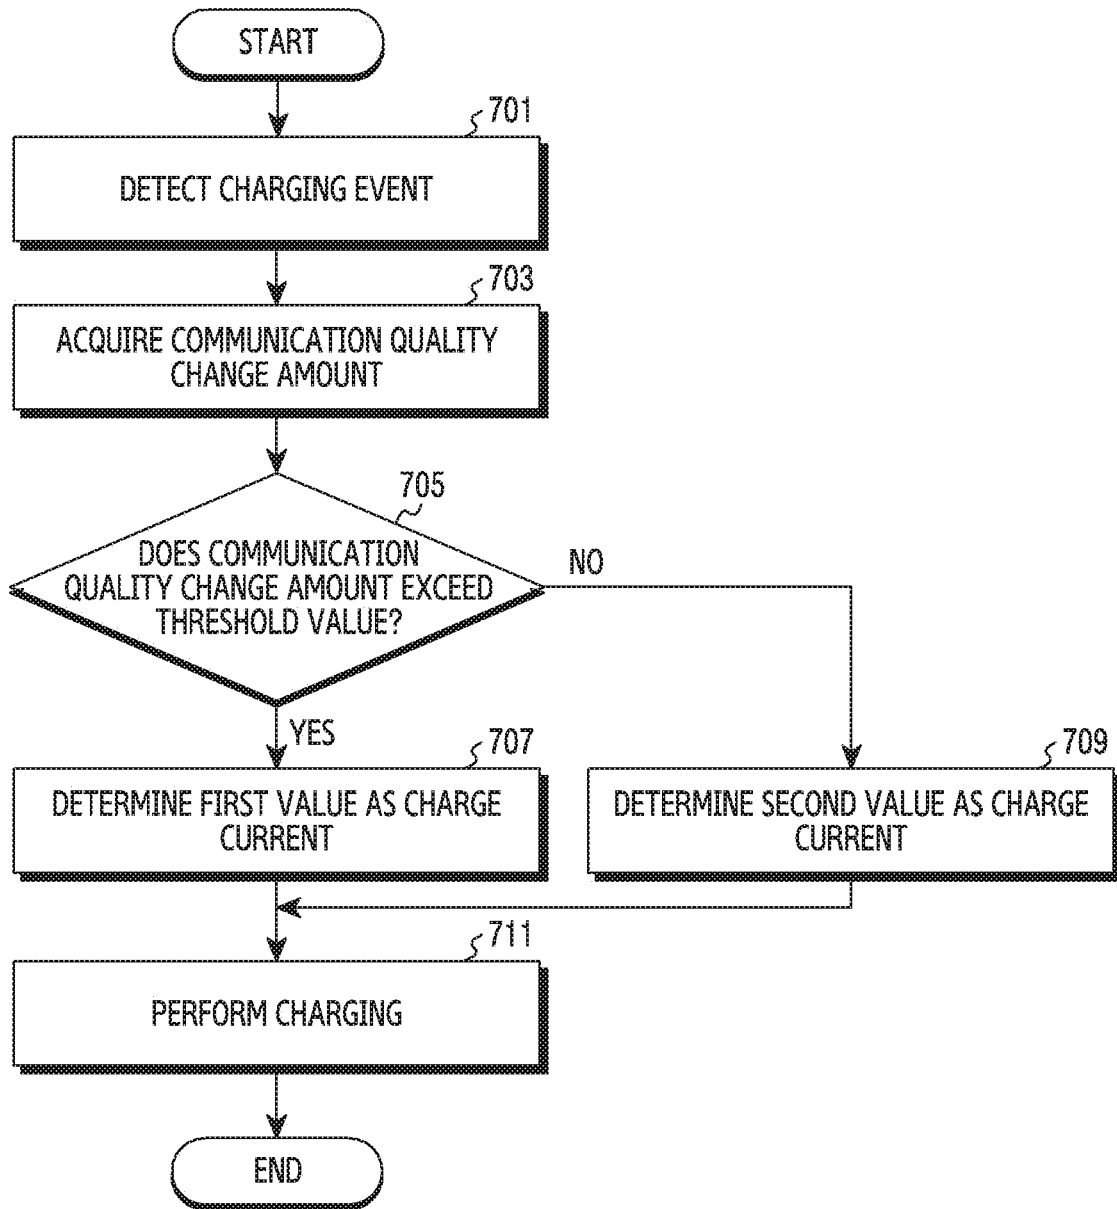 START
701
DETECT CHARGING EVENT
703
ACQUIRE COMMUNICATION QUALITY
CHANGE AMOUNT
705
DOES COMMUNICATION
QUALITY CHANGE AMOUNT EXCEED
THRESHOLD VALUE?
NO
YES
707
DETERMINE FIRST VALUE AS CHARGE
CURRENT
709
DETERMINE SECOND VALUE AS CHARGE
CURRENT
711
PERFORM CHARGING
END